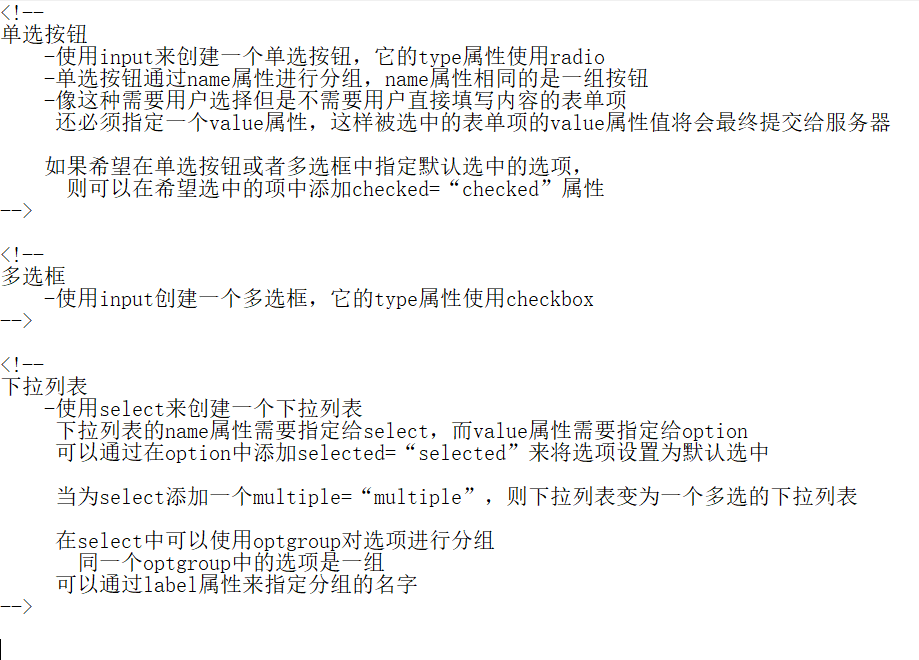 <!--
单选按钮
-使用input来创建一个单选按钮，它的type属性使用radio
-单选按钮通过name属性进行分组，name属性相同的是一组按钮
-像这种需要用户选择但是不需要用户直接填写内容的表单项
还必须指定一个value属性，这样被选中的表单项的value属性值将会最终提交给服务器
如果希望在单选按钮或者多选框中指定默认选中的选项，
则可以在希望选中的项中添加checked=“checked”属性
-->
<!--
多选框
-使用input创建一个多选框，它的type属性使用checkbox
-->
<!--
下拉列表
-使用select来创建一个下拉列表
下拉列表的name属性需要指定给select，而value属性需要指定给option
可以通过在option中添加selected=“selected”来将选项设置为默认选中
当为select添加一个multiple=“multiple”，则下拉列表变为一个多选的下拉列表
在select中可以使用optgroup对选项进行分组
同一个optgroup中的选项是一组
可以通过label属性来指定分组的名字
-->